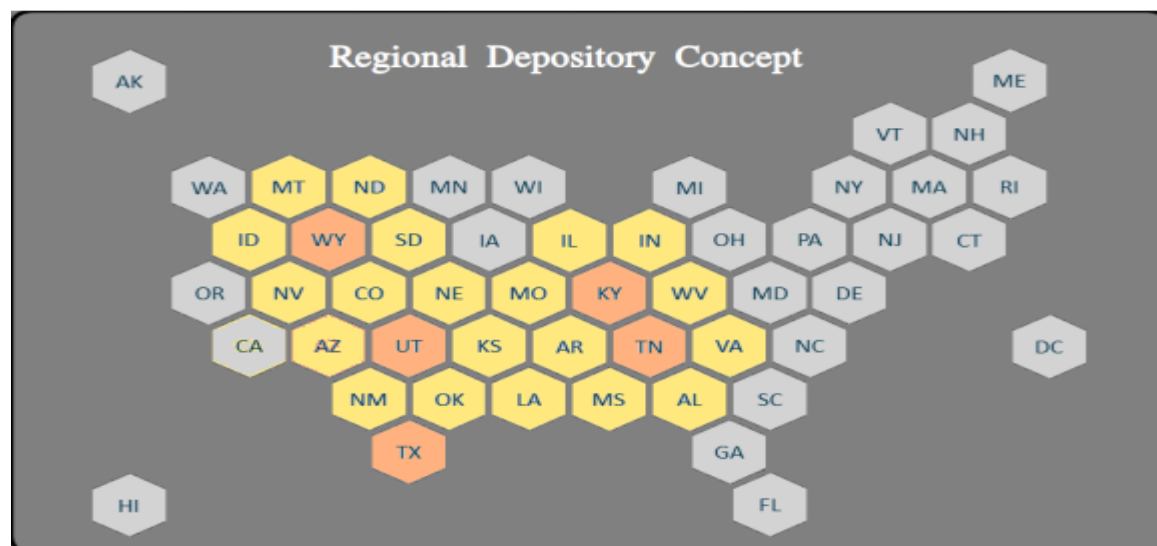 Regional Depository Concept
AK ME
VT NH
WA MT ND MN WI MI NY MA RI
ID WY SD IA IL IN OH PA NJ CT
OR NV CO NE MO KY WV MD DE
CA AZ UT KS AR TN VA NC DC
NM OK LA MS AL SC
TX GA
HI FL